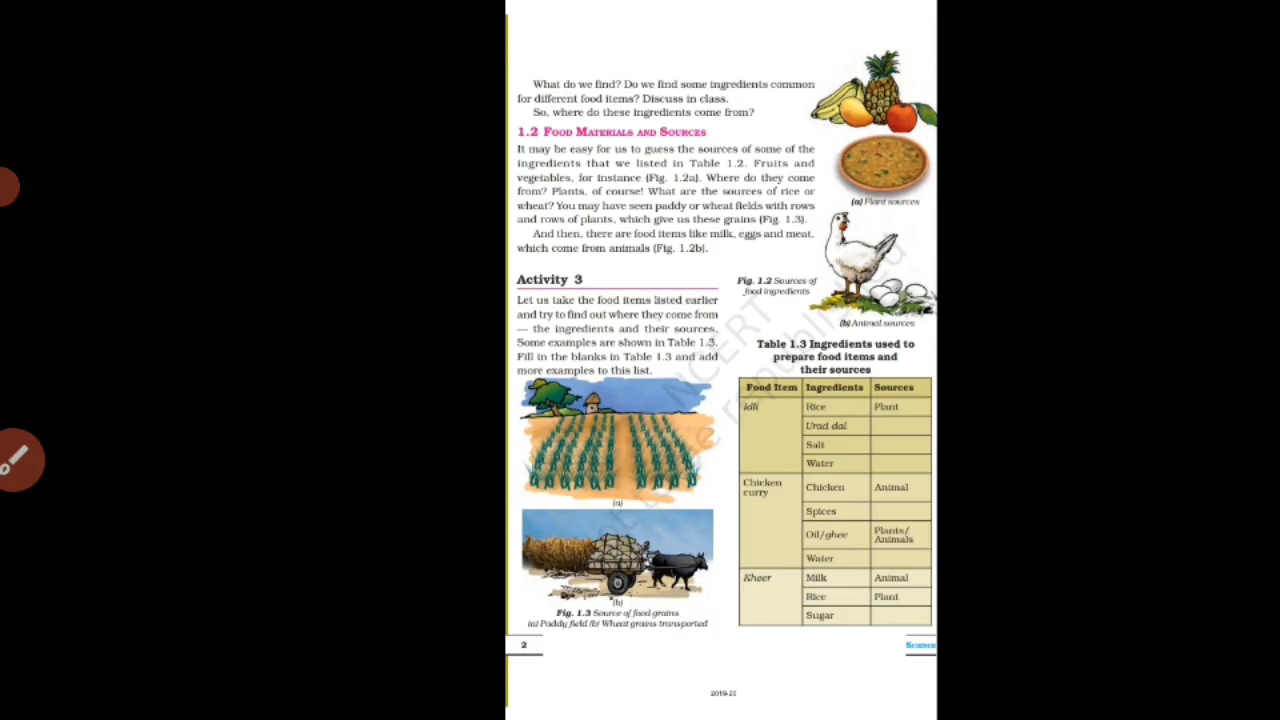 What do we find? Do we find some ingredients common
for different food items? Discuss in class.
So, where do these ingredients come from?
1.2 Food Materials and Sources
It may be easy for us to guess the sources of some of the
ingredients that we listed in Table 1.2. Fruits and
vegetables, for instance (Fig. 1.2a). Where do they come
from? Plants, of course! What are the sources of rice or
wheat? You may have seen paddy or wheat fields with rows
and rows of plants, which give us these grains (Fig. 1.3).
And then, there are food items like milk, eggs and meat,
which come from animals (Fig. 1.2b).
(a) Plant sources
Fig. 1.2 Sources of
food ingredients
(b) Animal sources
Activity 3
Let us take the food items listed earlier
and try to find out where they come from
— the ingredients and their sources.
Some examples are shown in Table 1.3.
Fill in the blanks in Table 1.3 and add
more examples to this list.
(a)
(b)
Fig. 1.3 Source of food grains
(a) Paddy field (b) Wheat grains transported
Table 1.3 Ingredients used to
prepare food items and
their sources
Food Item Ingredients Sources
Idli Rice Plant
Urad dal
Salt
Water
Chicken
curry Chicken Animal
Spices
Oil/ghee Plants/
Animals
Water
Kheer Milk Animal
Rice Plant
Sugar
2
Science
NCERT
not to be republished